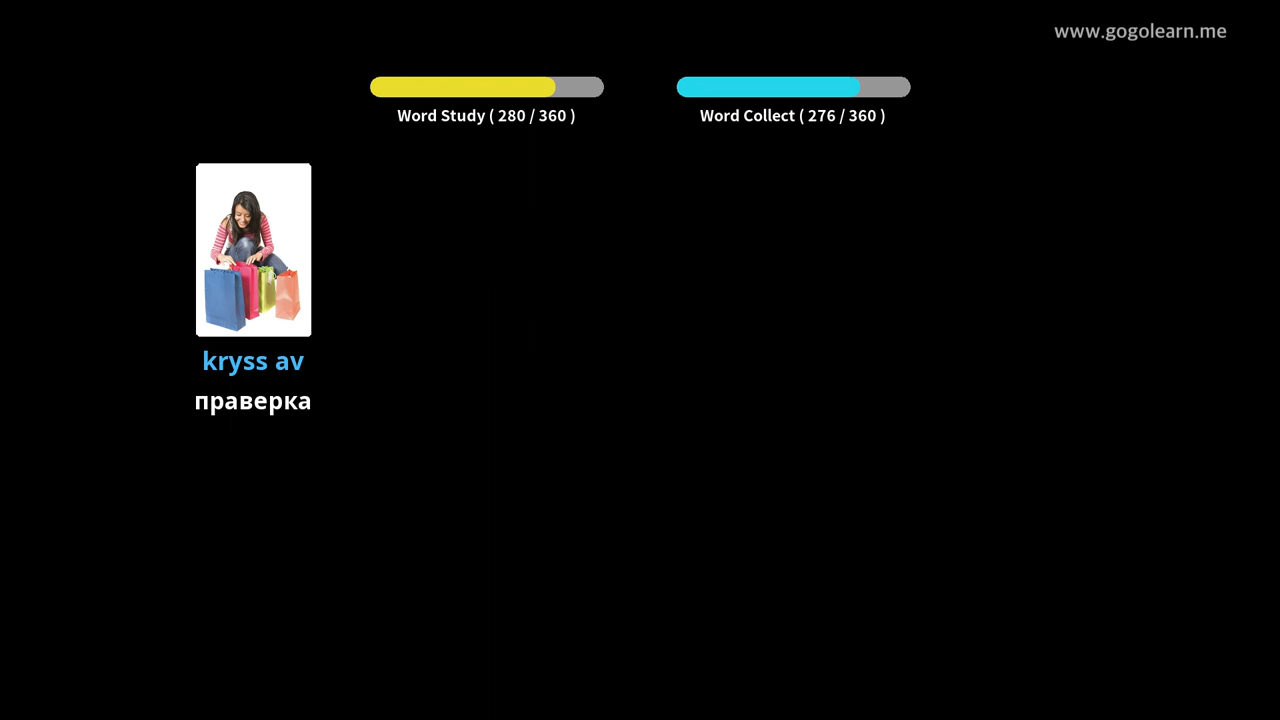 www.gogolearn.me
Word Study ( 280 / 360 )
Word Collect ( 276 / 360 )
kryss av
праверка